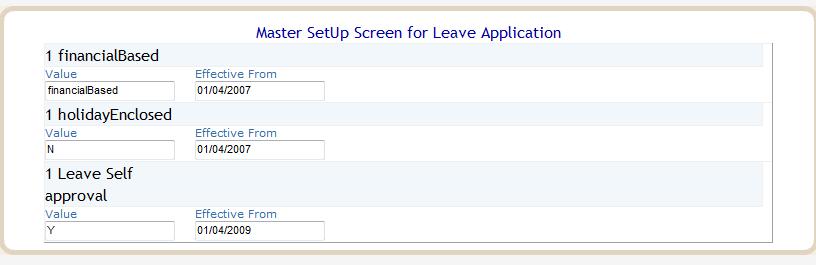 Master SetUp Screen for Leave Application
1 financialBased
Value Effective From
financialBased 01/04/2007
1 holidayEnclosed
Value Effective From
N 01/04/2007
1 Leave Self
approval
Value Effective From
Y 01/04/2009